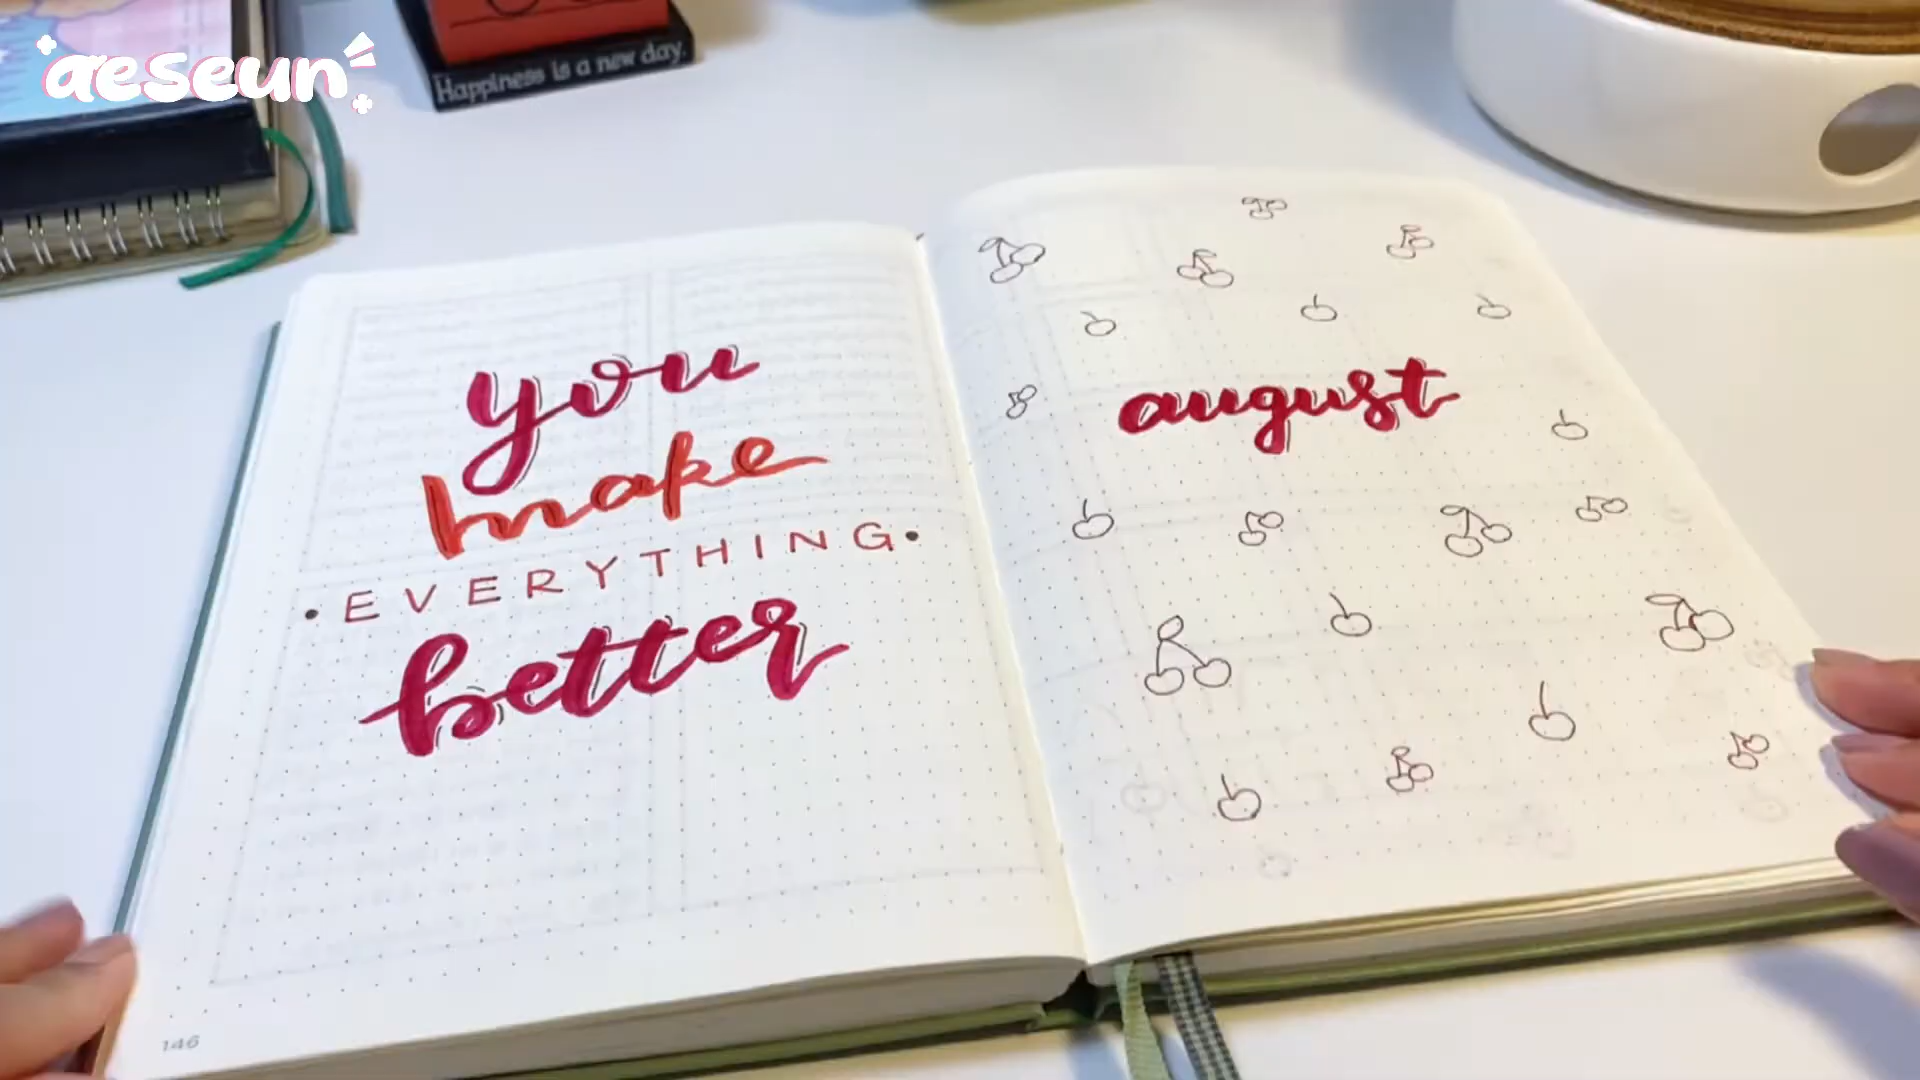 aeseun
Happiness is a new day.
you
make
• EVERYTHING •
better
august
146